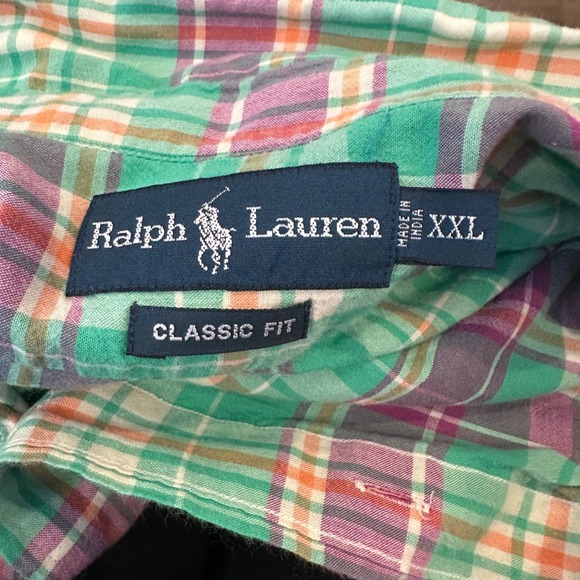 Ralph Lauren
MADE IN
INDIA
XXL
CLASSIC FIT